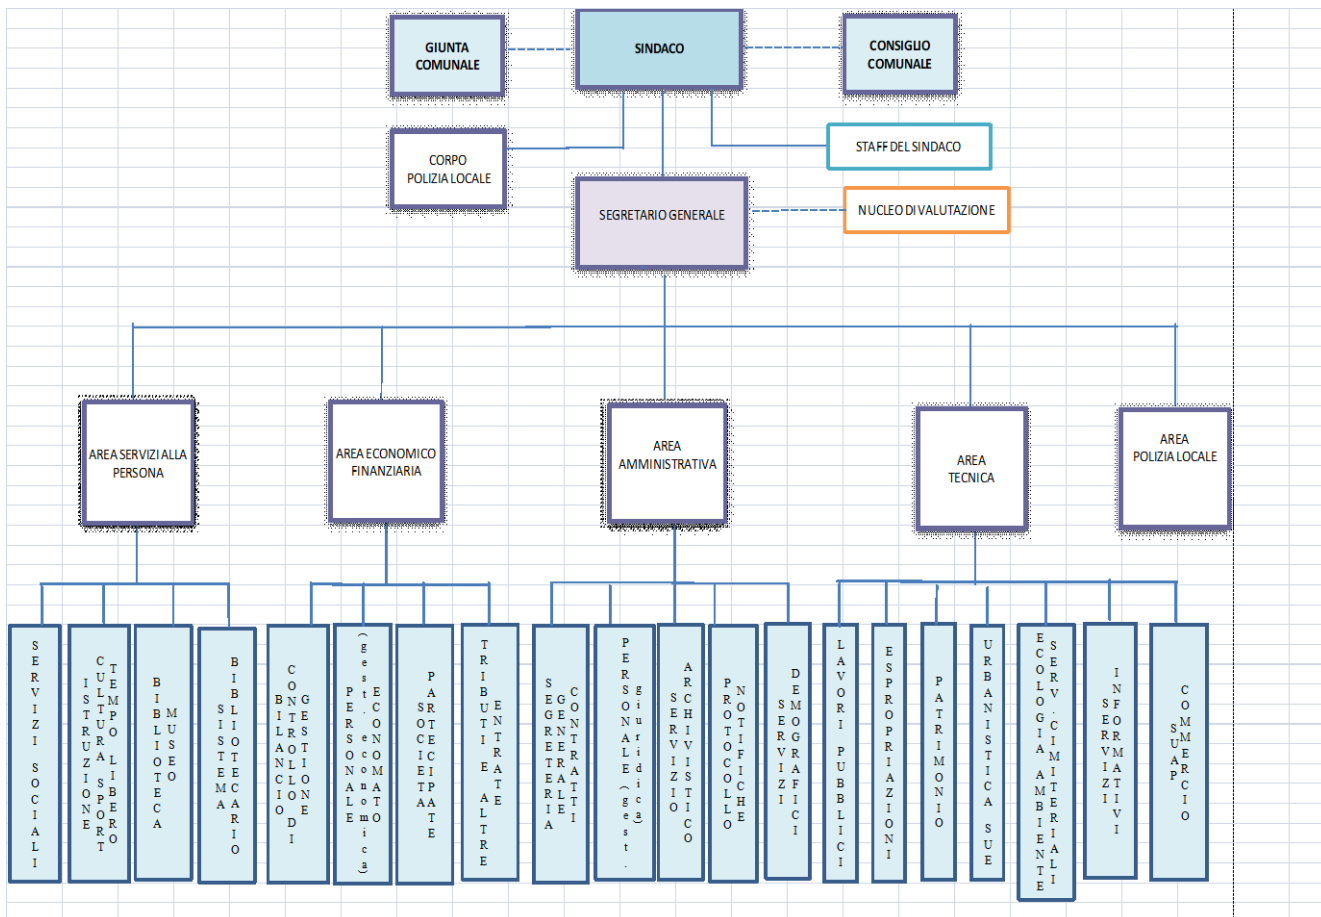 GIUNTA
COMUNALE
SINDACO
CONSIGLIO
COMUNALE
CORPO
POLIZIA LOCALE
STAFF DEL SINDACO
SEGRETARIO GENERALE
NUCLEO DI VALUTAZIONE
AREA SERVIZI ALLA
PERSONA
AREA ECONOMICO
FINANZIARIA
AREA
AMMINISTRATIVA
AREA
TECNICA
AREA
POLIZIA LOCALE
SERVIZI SOCIALI
ISTRUZIONE
CULTURA SPORT
TEMPO LIBERO
BIBLIOTECA
MUSEO
SISTEMA
BIBLIOTECARIO
BILANCIO
CONTROLLO DI
GESTIONE
PERSONALE
(gest.economica)
ECONOMATO
SOCIETA
PARTECIPATE
TRIBUTI E ALTRE
ENTRATE
SEGRETERIA
GENERALE
CONTRATTI
PERSONALE (gest.
giuridica)
SERVIZIO
ARCHIVISTICO
PROTOCOLLO
NOTIFICHE
SERVIZI
DEMOGRAFICI
LAVORI PUBBLICI
ESPROPRIAZIONI
PATRIMONIO
URBANISTICA SUE
ECOLOGIA AMBIENTE
SERV.CIMITERIALI
SERVIZI
INFORMATIVI
SUAP
COMMERCIO